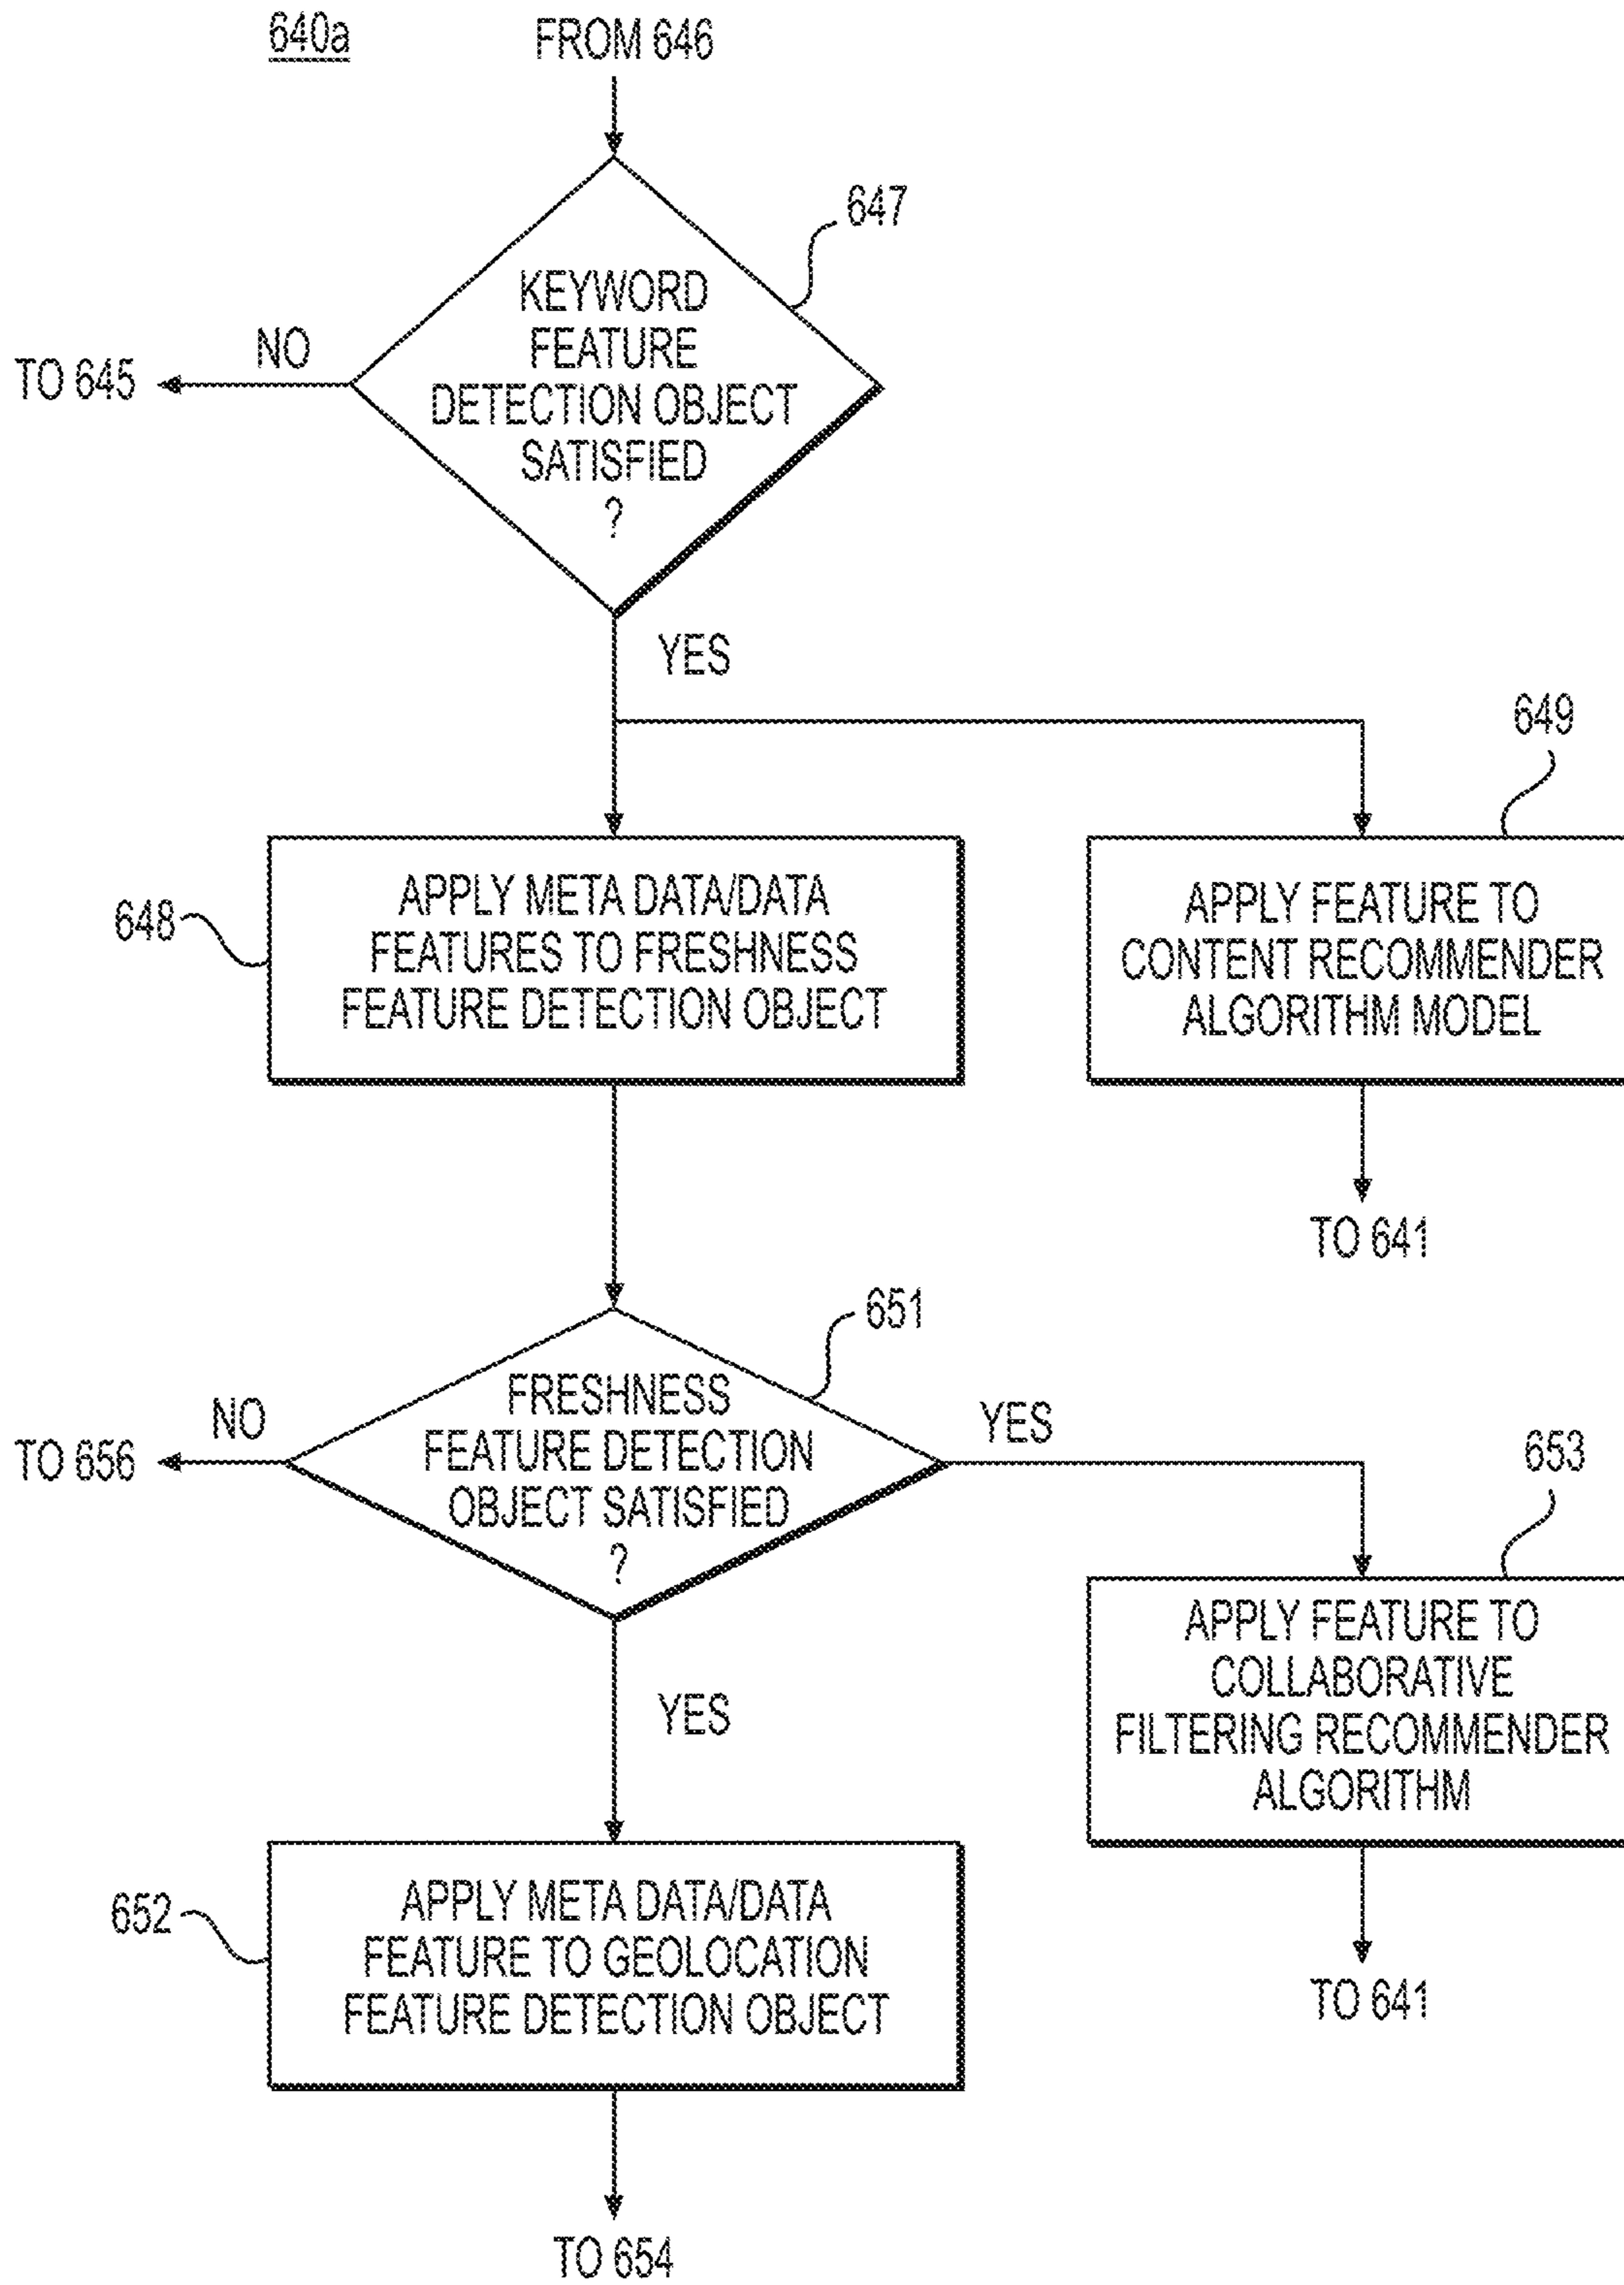 640a
FROM 646
647
KEYWORD
FEATURE
DETECTION OBJECT
SATISFIED
?
NO
TO 645
YES
649
648
APPLY META DATA/DATA
FEATURES TO FRESHNESS
FEATURE DETECTION OBJECT
APPLY FEATURE TO
CONTENT RECOMMENDER
ALGORITHM MODEL
TO 641
651
FRESHNESS
FEATURE DETECTION
OBJECT SATISFIED
?
NO
TO 656
YES
653
YES
APPLY FEATURE TO
COLLABORATIVE
FILTERING RECOMMENDER
ALGORITHM
652
APPLY META DATA/DATA
FEATURE TO GEOLOCATION
FEATURE DETECTION OBJECT
TO 641
TO 654